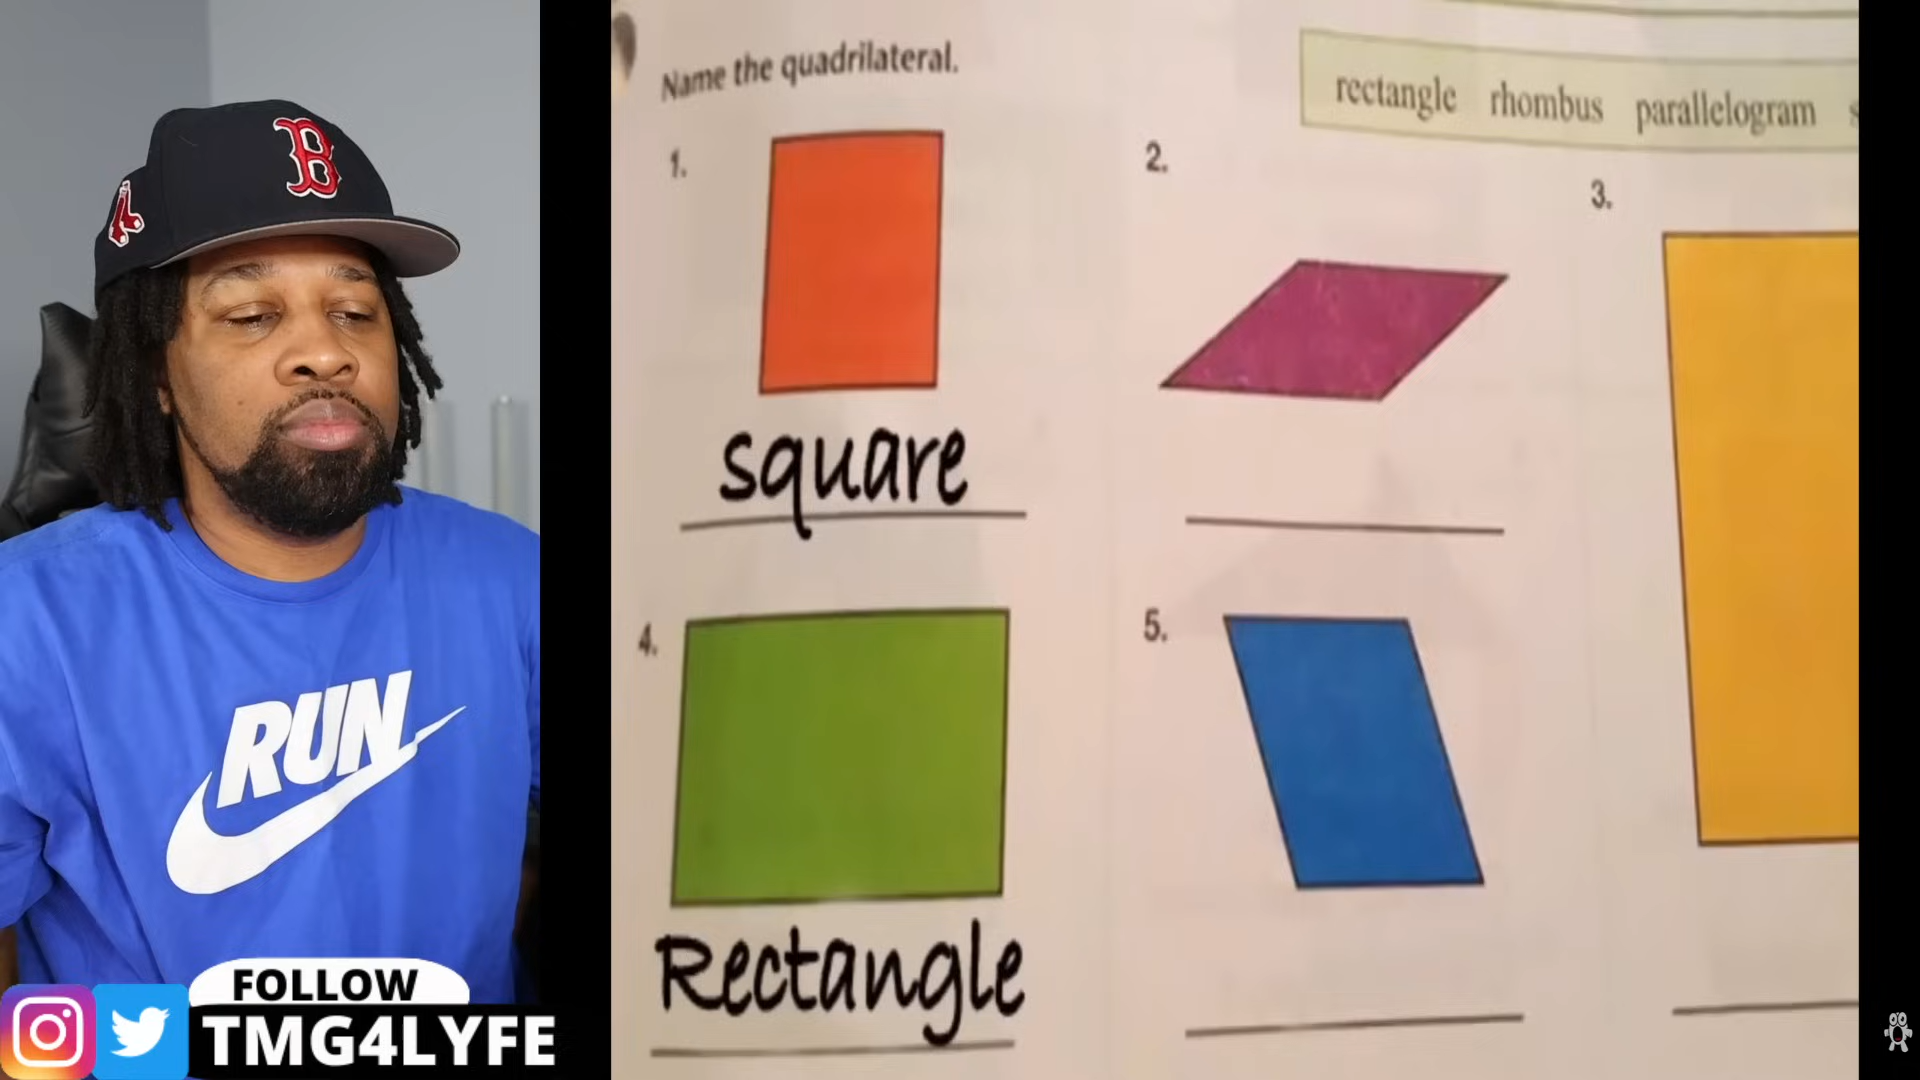 B
RUN
FOLLOW
TMG4LYFE
Name the quadrilateral.
rectangle rhombus parallelogram
1.
2.
3.
square
4.
5.
Rectangle